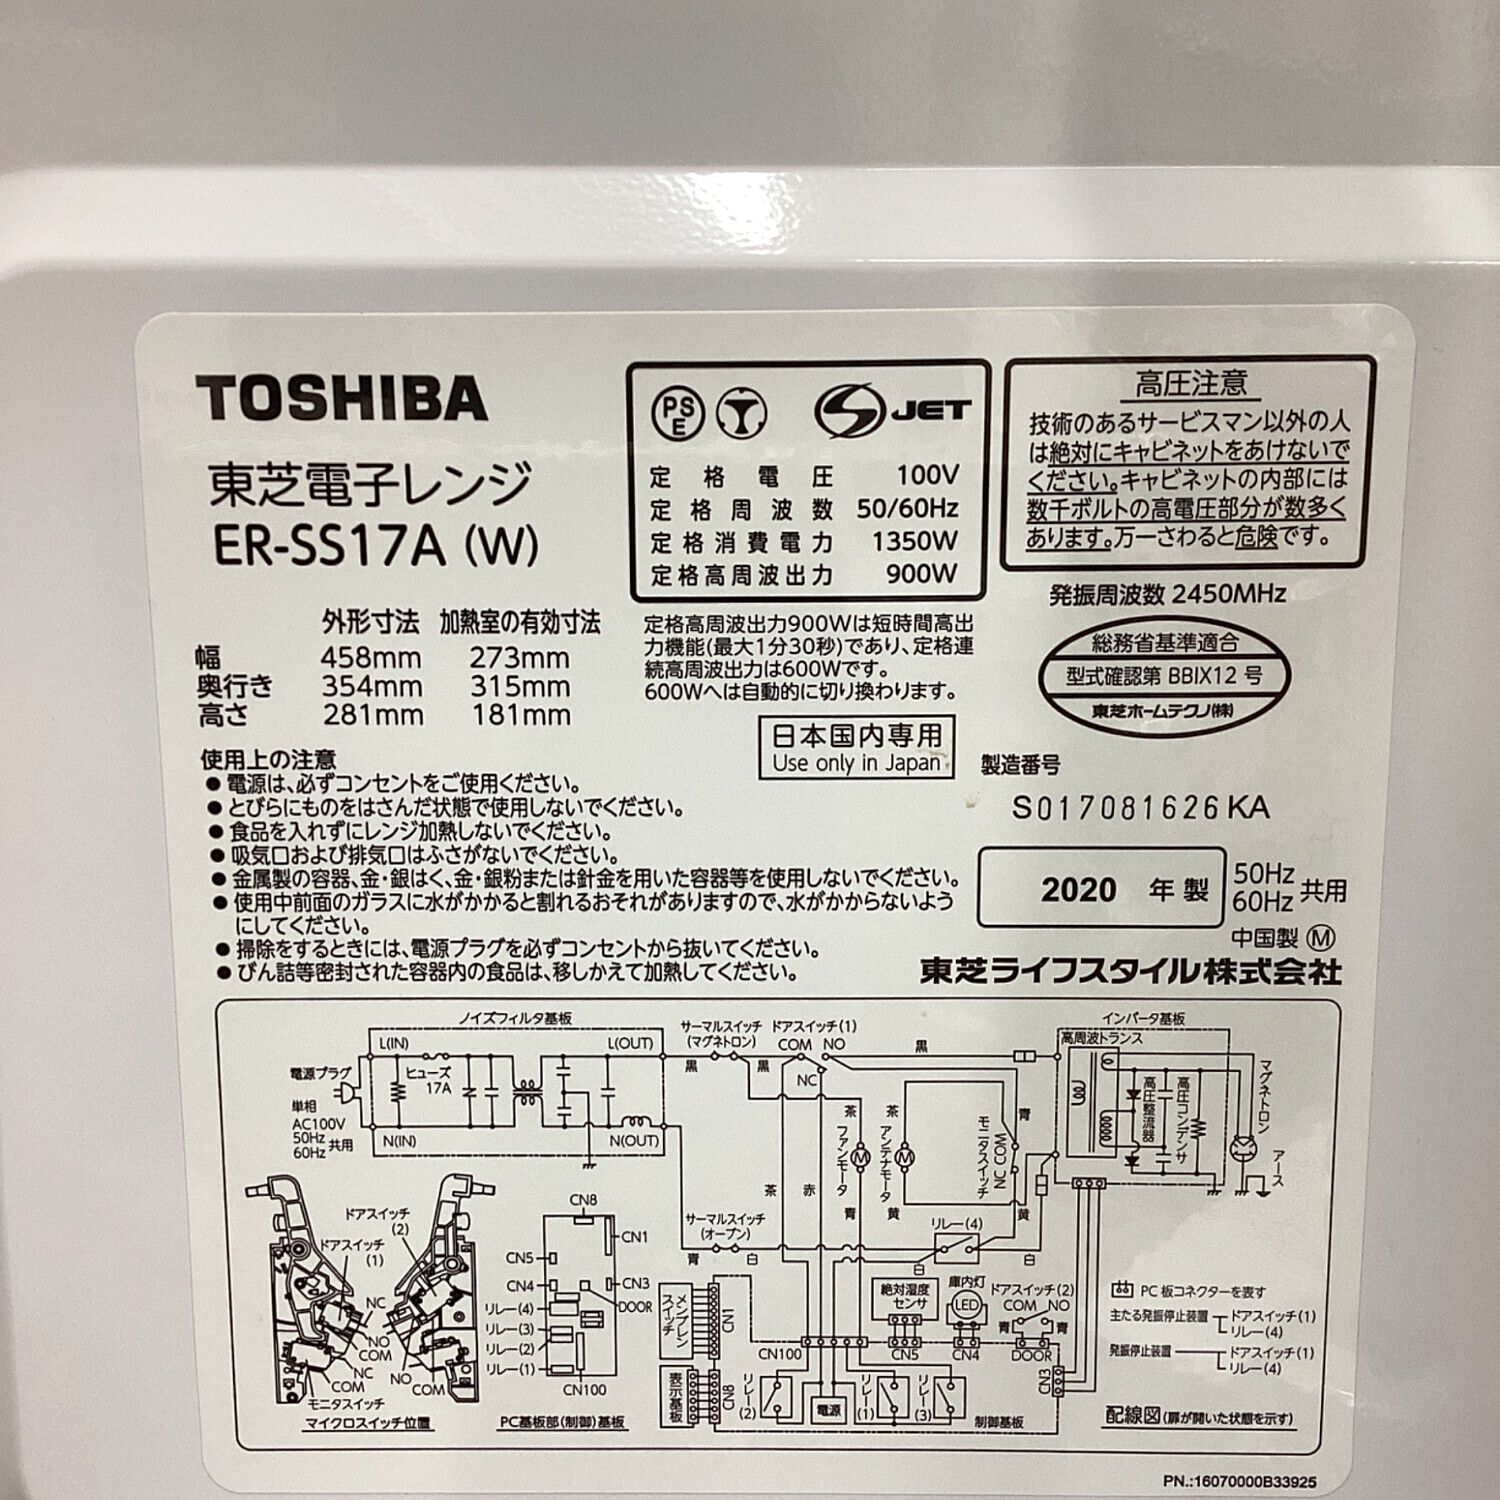 TOSHIBA
東芝電子レンジ
ER-SS17A (W)
外形寸法 加熱室の有効寸法
幅 458mm 273mm
奥行き 354mm 315mm
高さ 281mm 181mm
PS
E
S JET
定格電圧 100V
定格周波数 50/60Hz
定格消費電力 1350W
定格高周波出力 900W
定格高周波出力900Wは短時間高出
力機能(最大1分30秒)であり、定格連
続高周波出力は600Wです。
600Wへは自動的に切り換わります。
日本国内専用
Use only in Japan
高圧注意
技術のあるサービスマン以外の人
は絶対にキャビネットをあけないで
ください。キャビネットの内部には
数千ボルトの高電圧部分が数多く
あります。万一さわると危険です。
発振周波数 2450MHz
総務省基準適合
型式確認第 BBIX12 号
東芝ホームテクノ(株)
製造番号
S017081626KA
2020 年製
50Hz
60Hz 共用
中国製 M
東芝ライフスタイル株式会社
使用上の注意
● 電源は、必ずコンセントをご使用ください。
● とびらにものをはさんだ状態で使用しないでください。
● 食品を入れずにレンジ加熱しないでください。
● 吸気口および排気口はふさがないでください。
● 金属製の容器、金・銀はく、金・銀粉または針金を用いた容器等を使用しないでください。
● 使用中前面のガラスに水がかかると割れるおそれがありますので、水がかからないよう
にしてください。
● 掃除をするときには、電源プラグを必ずコンセントから抜いてください。
● びん詰等密封された容器内の食品は、移しかえて加熱してください。
ノイズフィルタ基板
L(IN)
L(OUT)
ヒューズ
17A
電源プラグ
単相
AC100V
50Hz
60Hz 共用
N(IN)
N(OUT)
サーマルスイッチ
(マグネトロン)
ドアスイッチ(1)
COM NO
NC
黒
黒
黒
インバータ基板
高周波トランス
高圧整流器
高圧コンデンサ
マグネトロン
アース
茶
ファンモータ
M
青
茶
アンテナモータ
M
黄
モニタスイッチ
NC COM
青
黄
茶
赤
サーマルスイッチ
(オーブン)
青
白
リレー(4)
白
白
ドアスイッチ
(2)
ドアスイッチ
(1)
NC
NO
COM
NC
COM
NO
COM
モニタスイッチ
マイクロスイッチ位置
CN8
CN1
CN5
CN4
CN3
DOOR
リレー(4)
リレー(3)
リレー(2)
リレー(1)
CN100
PC基板部(制御)基板
メンブレン
スイッチ
CN1
表示基板
CN8
CN100
絶対湿度
センサ
CN5
庫内灯
LED
CN4
ドアスイッチ(2)
COM NO
青
青
DOOR
CN3
リレー(2)
電源
リレー(1)
リレー(3)
制御基板
PC板コネクターを表す
主たる発振停止装置 ドアスイッチ(1)
リレー(4)
発振停止装置 ドアスイッチ(1)
リレー(4)
配線図(扉が開いた状態を示す)
PN.:16070000B33925